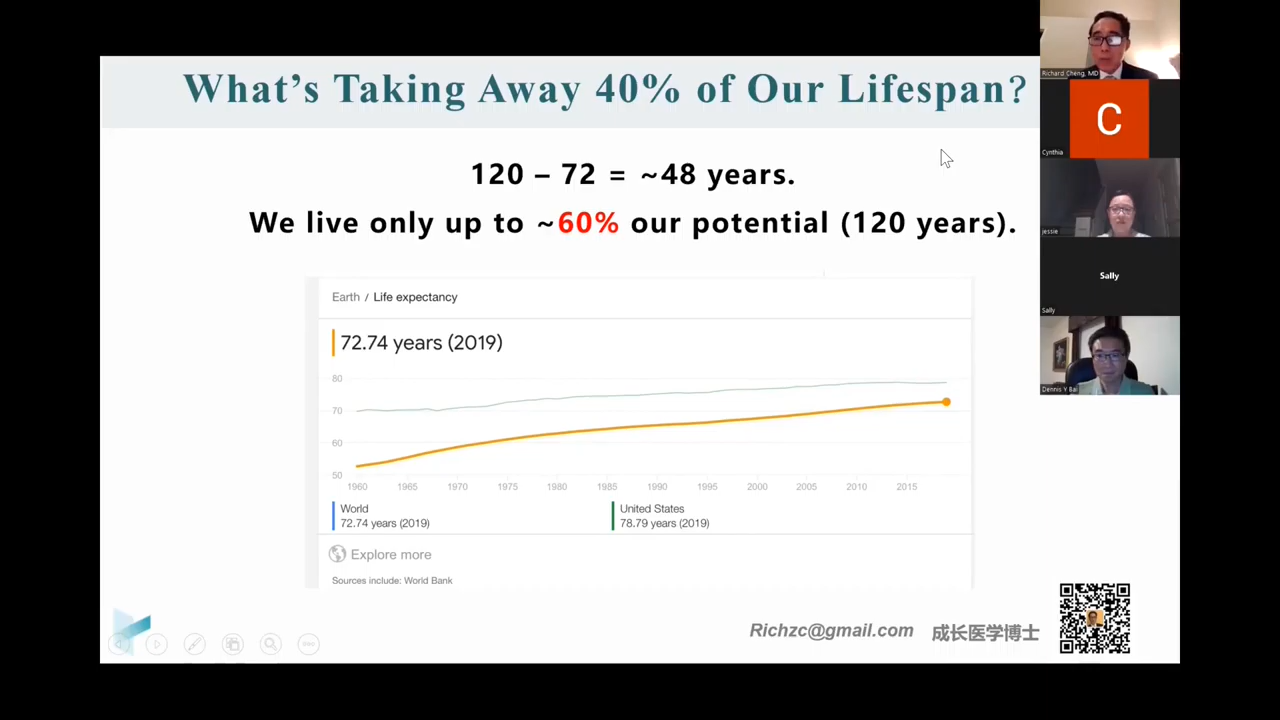 What's Taking Away 40% of Our Lifespan?
120 – 72 = ~48 years.
We live only up to ~60% our potential (120 years).
Earth / Life expectancy
72.74 years (2019)
80
70
60
50
1960 1965 1970 1975 1980 1985 1990 1995 2000 2005 2010 2015
World
72.74 years (2019)
United States
78.79 years (2019)
Explore more
Sources include: World Bank
Richzc@gmail.com 成长医学博士
Richard Cheng, MD
C
Cynthia
jessie
Sally
Sally
Dennis Y Bai